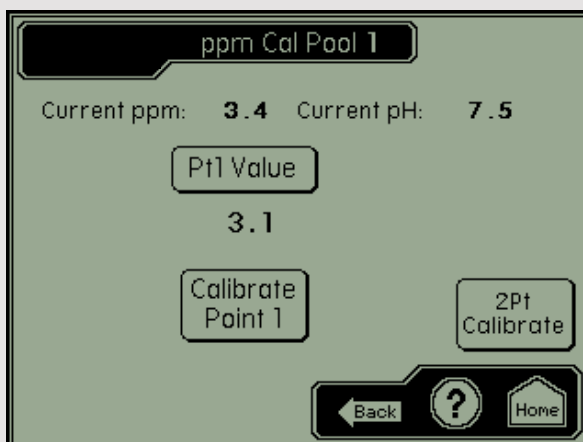 ppm Cal Pool 1
Current ppm: 3.4 Current pH: 7.5
Pt1 Value
3.1
Calibrate
Point 1
2Pt
Calibrate
Back
?
Home